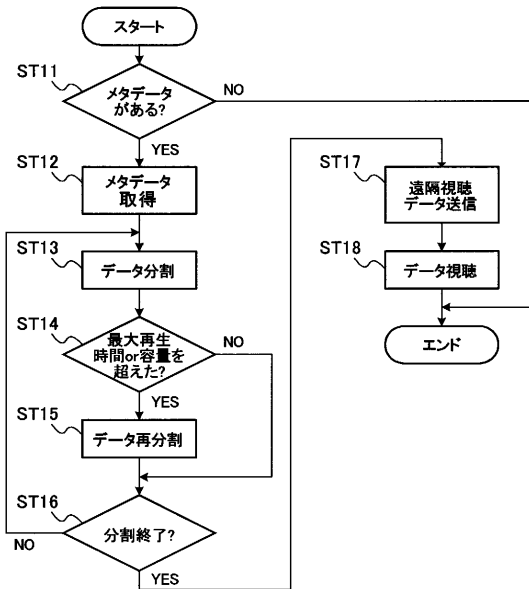 スタート
ST11
メタデータ
がある?
NO
YES
ST12
メタデータ
取得
ST13
データ分割
ST14
最大再生
時間or容量を
超えた?
NO
YES
ST15
データ再分割
ST16
分割終了?
NO
YES
ST17
遠隔視聴
データ送信
ST18
データ視聴
エンド